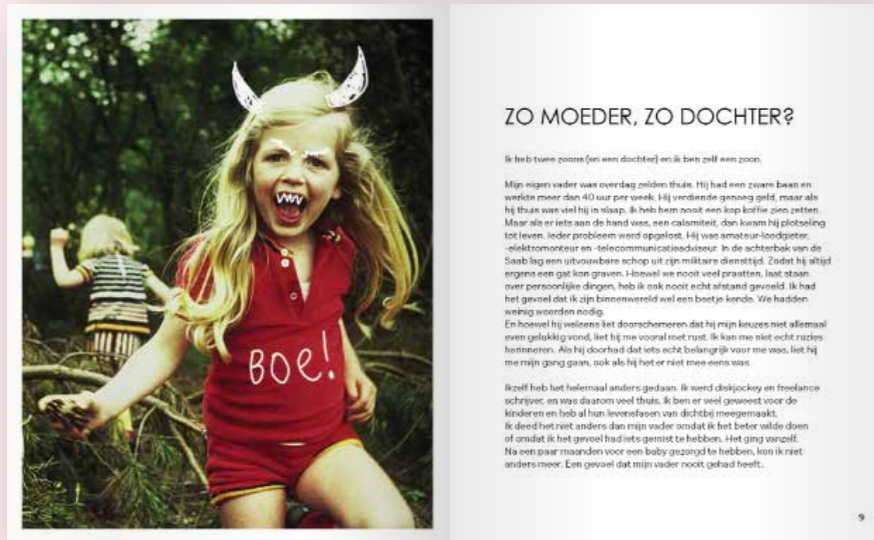 BOE!
ZO MOEDER, ZO DOCHTER?
Ik heb twee zoons (en een dochter) en ik ben zelf een zoon.
Mijn eigen vader was overdag zelden thuis. Hij had een zware baan en
werkte meer dan 40 uur per week. Hij verdiende genoeg geld, maar als
hij thuis was viel hij in slaap. Ik heb hem nooit een kop koffie zien zetten.
Maar als er iets aan de hand was, een calamiteit, dan kwam hij plotseling
tot leven. Ieder probleem werd opgelost. Hij was amateur-loodgieter,
-elektromonteur en -telecommunicatieadviseur. In de achterbak van de
Saab lag een uitvouwbare schop uit zijn militaire diensttijd. Zodat hij altijd
ergens een gat kon graven. Hoewel we nooit veel praatten, laat staan
over persoonlijke dingen, heb ik ook nooit echt afstand gevoeld. Ik had
het gevoel dat ik zijn binnenwereld wel een beetje kende. We hadden
weinig woorden nodig.
En hoewel hij weleens liet doorschemeren dat hij mijn keuzes niet allemaal
even gelukkig vond, liet hij me vooral met rust. Ik kan me niet echt ruzies
herinneren. Als hij doorhad dat iets echt belangrijk voor me was, liet hij
me mijn gang gaan, ook als hij het er niet mee eens was.
Ikzelf heb het helemaal anders gedaan. Ik werd diskjockey en freelance
schrijver, en was daarom veel thuis. Ik ben er veel geweest voor de
kinderen en heb al hun levensfasen van dichtbij meegemaakt.
Ik deed het niet anders dan mijn vader omdat ik het beter wilde doen
of omdat ik het gevoel had iets gemist te hebben. Het ging vanzelf.
Na een paar maanden voor een baby gezorgd te hebben, kon ik niet
anders meer. Een gevoel dat mijn vader nooit gehad heeft.
9